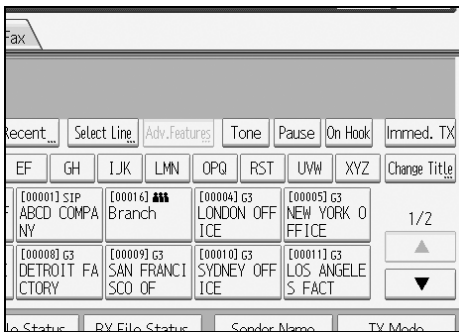 Fax
Recent Select Line Adv.Features Tone Pause On Hook Immed. TX
EF GH IJK LMN OPQ RST UVW XYZ Change Title
[00001] SIP [00016] [00004] G3 [00005] G3
ABCD COMPA Branch LONDON OFF NEW YORK O
NY ICE FFICE
1/2
[00008] G3 [00009] G3 [00010] G3 [00011] G3
DETROIT FA SAN FRANCI SYDNEY OFF LOS ANGELE
CTORY SCO OF ICE S FACT
Status RX File Status Sender Name TX Mode